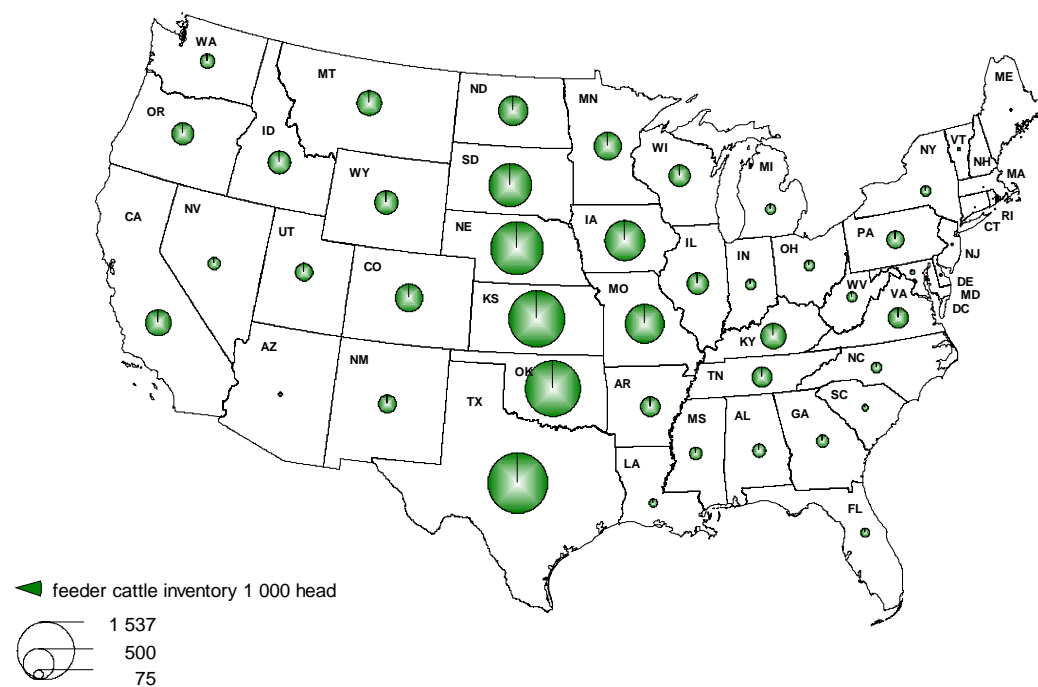 WA
MT
ND
MN
ME
OR
ID
SD
WI
MI
NY
VT
NH
WY
MA
CA
NV
UT
NE
IA
RI
CT
PA
NJ
CO
IL
IN
OH
KS
MO
WV
VA
DE
MD
DC
AZ
NM
OK
KY
TX
AR
TN
NC
SC
MS
AL
GA
LA
FL
feeder cattle inventory 1 000 head
1 537
500
75